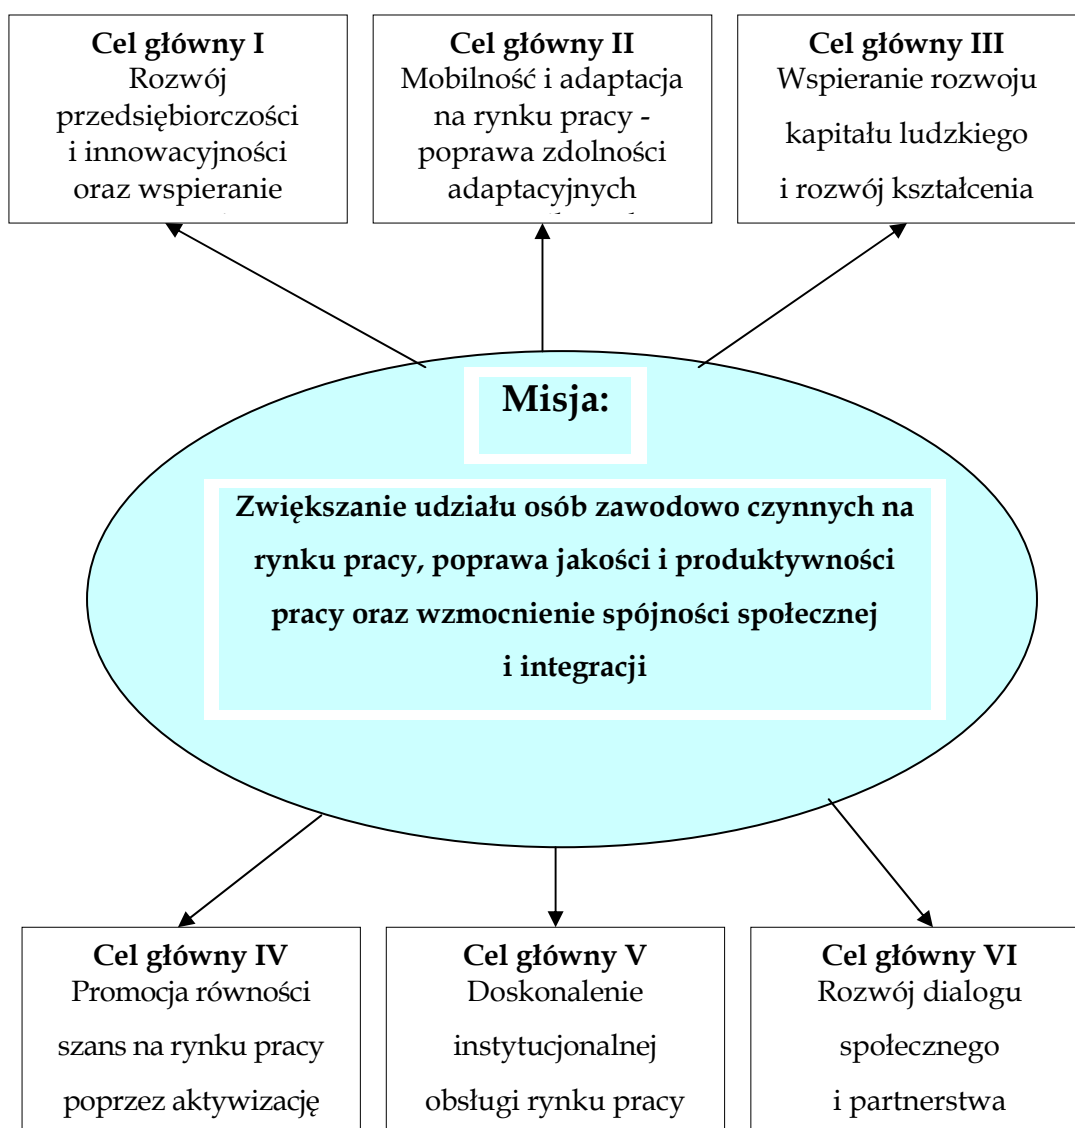 Cel główny I
Rozwój
przedsiębiorczości
i innowacyjności
oraz wspieranie
Cel główny II
Mobilność i adaptacja
na rynku pracy -
poprawa zdolności
adaptacyjnych
Cel główny III
Wspieranie rozwoju
kapitału ludzkiego
i rozwój kształcenia
Misja:
Zwiększanie udziału osób zawodowo czynnych na
rynku pracy, poprawa jakości i produktywności
pracy oraz wzmocnienie spójności społecznej
i integracji
Cel główny IV
Promocja równości
szans na rynku pracy
poprzez aktywizację
Cel główny V
Doskonalenie
instytucjonalnej
obsługi rynku pracy
Cel główny VI
Rozwój dialogu
społecznego
i partnerstwa